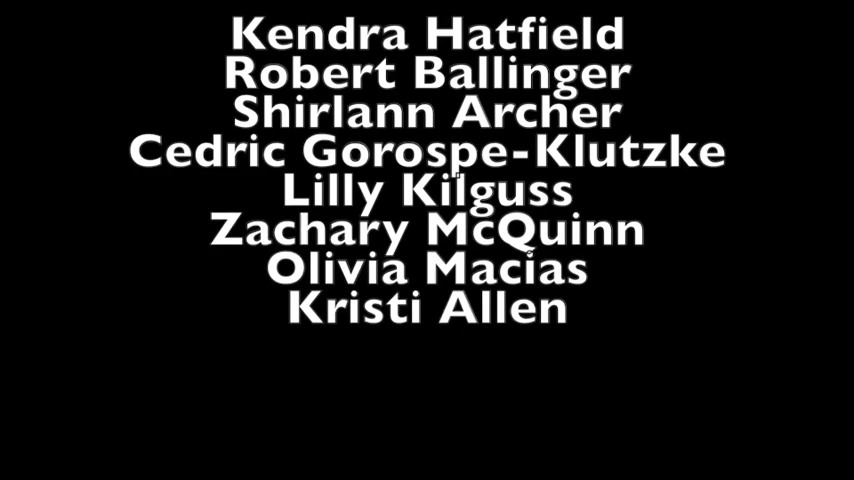 Kendra Hatfield
Robert Ballinger
Shirlann Archer
Cedric Gorospe-Klutzke
Lilly Kilguss
Zachary McQuinn
Olivia Macias
Kristi Allen